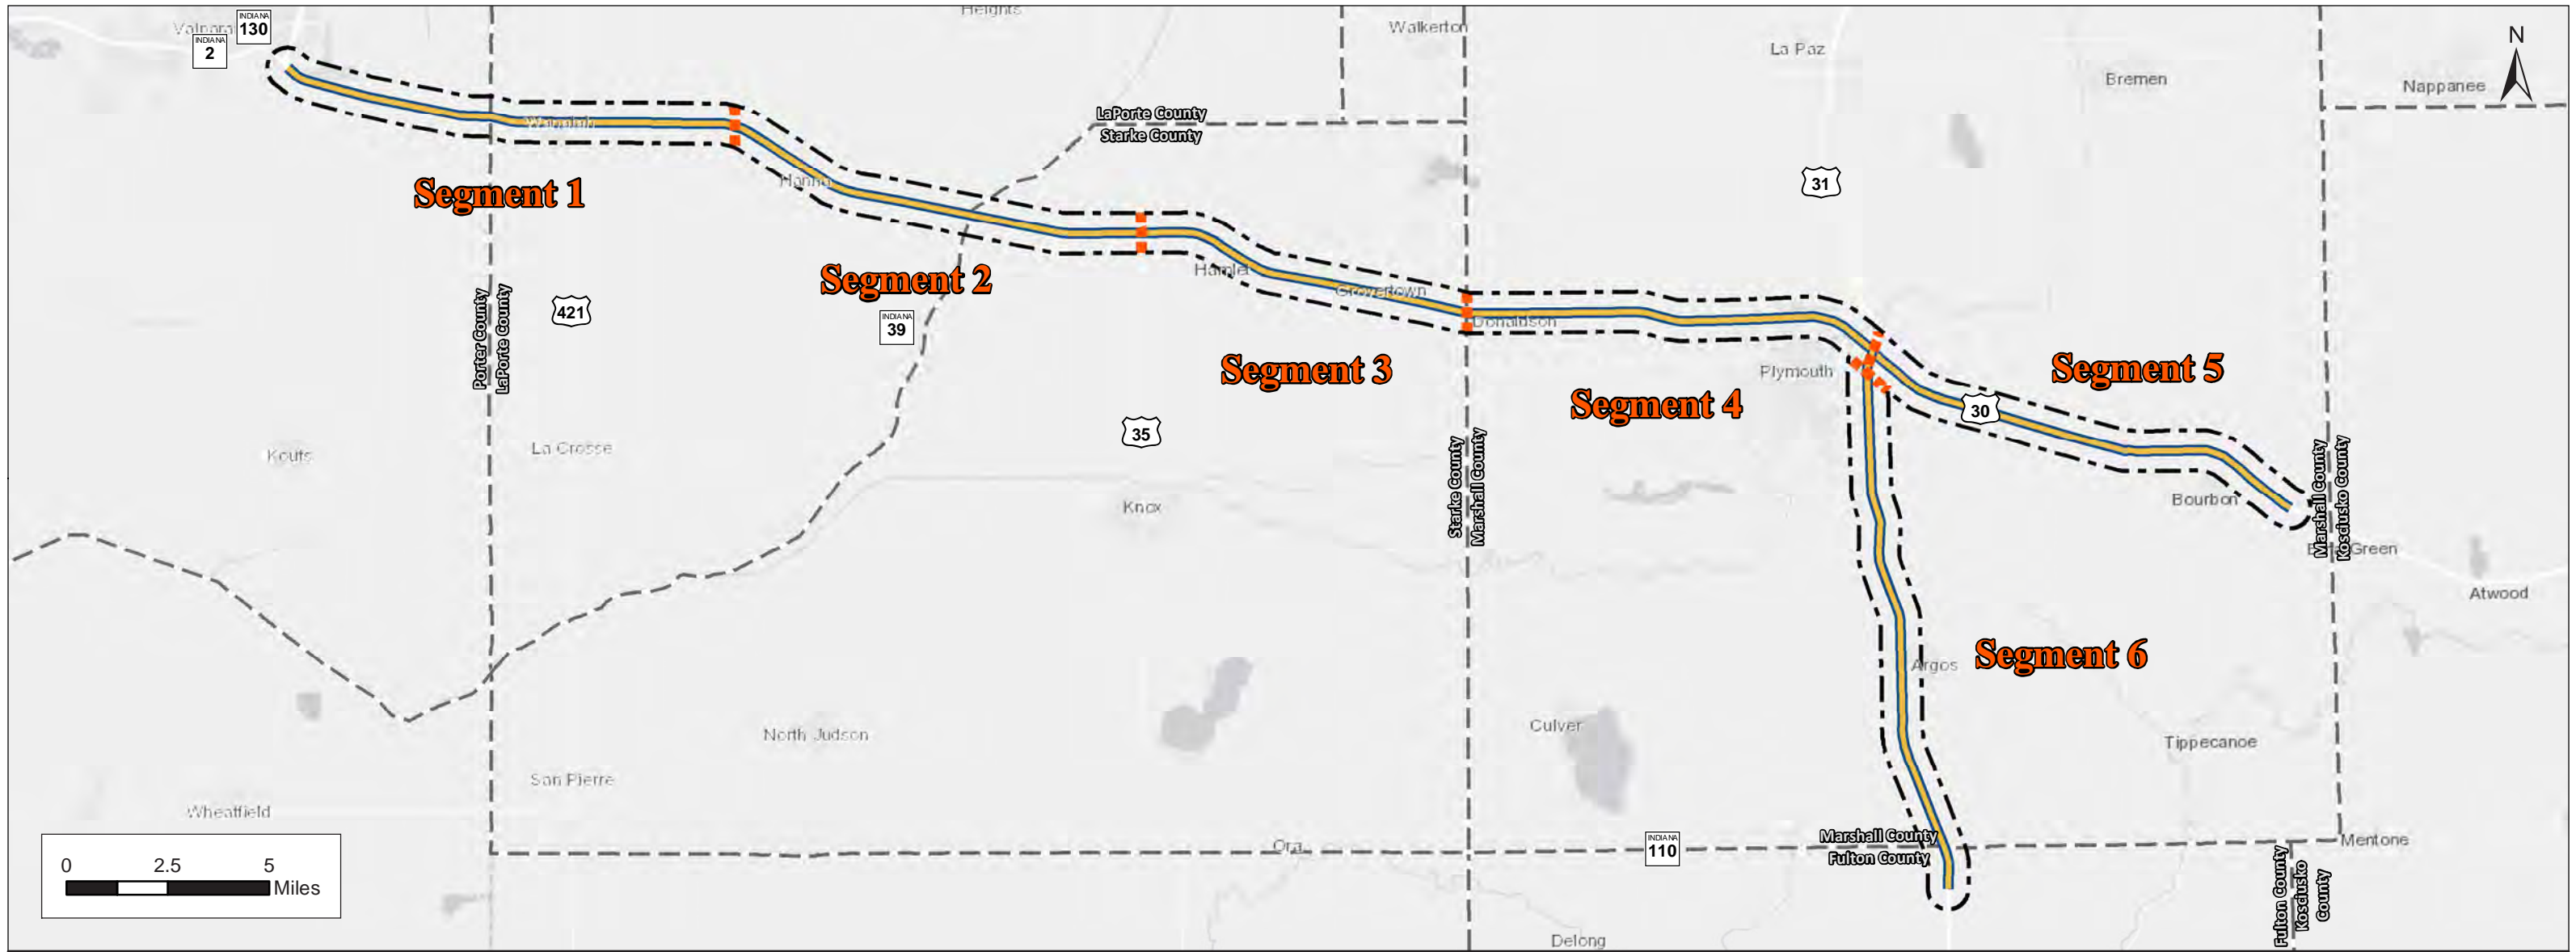 Heights
INDIANA
130
INDIANA
2
Walkerton
La Paz
N
Bremen
Nappanee
LaPorte County
Starke County
Wanatah
Segment 1
Hanna
31
Segment 2
Hamlet
Grovertown
Donaldson
Porter County
LaPorte County
421
INDIANA
39
Segment 3
Plymouth
Segment 5
Segment 4
30
35
Kouts
La Crosse
Starke County
Marshall County
Knox
Bourbon
Marshall County
Kosciusko County
Green
Atwood
Segment 6
Argos
North Judson
Culver
Tippecanoe
San Pierre
Wheatfield
Ora
INDIANA
110
Marshall County
Fulton County
Mentone
0 2.5 5
Miles
Fulton County
Kosciusko
County
Delong